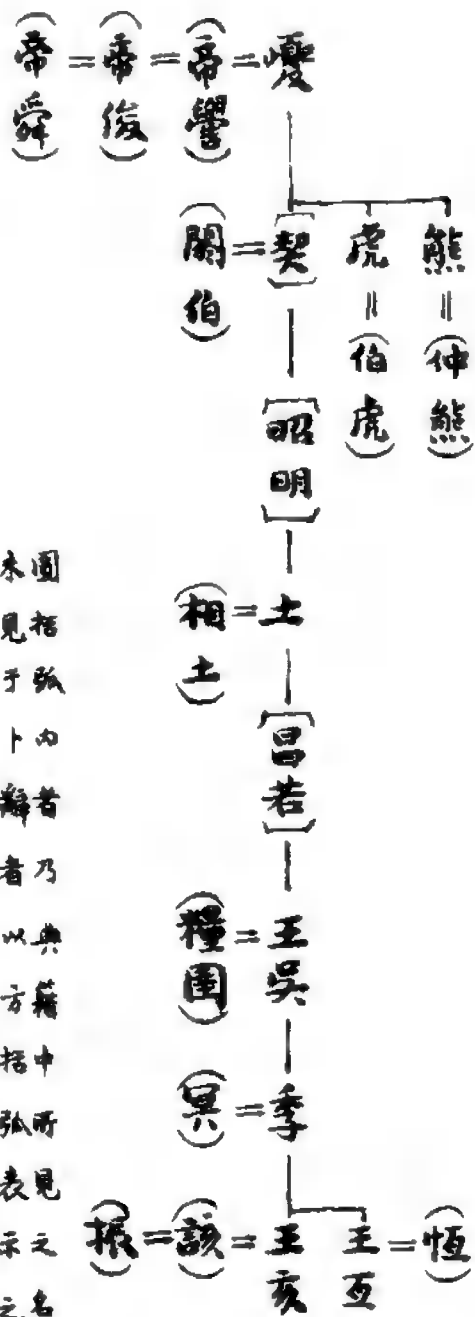 熊=(仲熊)
虎=(伯虎)
夒=(帝嚳)=(帝俊)=(帝舜)
[契]=(閼伯)
[昭明]
土=(相土)
[昌若]
王吳=(糧圉)
季=(冥)
王亙=(恆)
王亥=(該)=(振)
圖括弧內者乃典籍中所見之名
未見于卜辭者以方括弧表示之